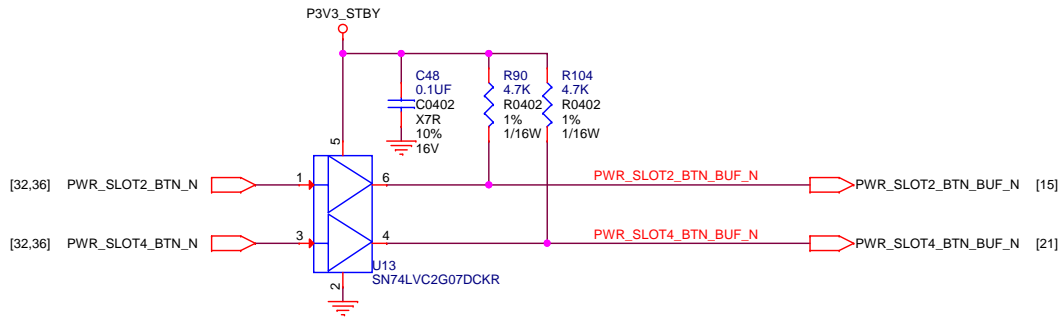 P3V3_STBY
C48
0.1UF
C0402
X7R
10%
16V
R90
4.7K
R0402
1%
1/16W
R104
4.7K
R0402
1%
1/16W
5
[32,36] PWR_SLOT2_BTN_N
1
6
PWR_SLOT2_BTN_BUF_N
PWR_SLOT2_BTN_BUF_N [15]
[32,36] PWR_SLOT4_BTN_N
3
4
PWR_SLOT4_BTN_BUF_N
PWR_SLOT4_BTN_BUF_N [21]
U13
SN74LVC2G07DCKR
2